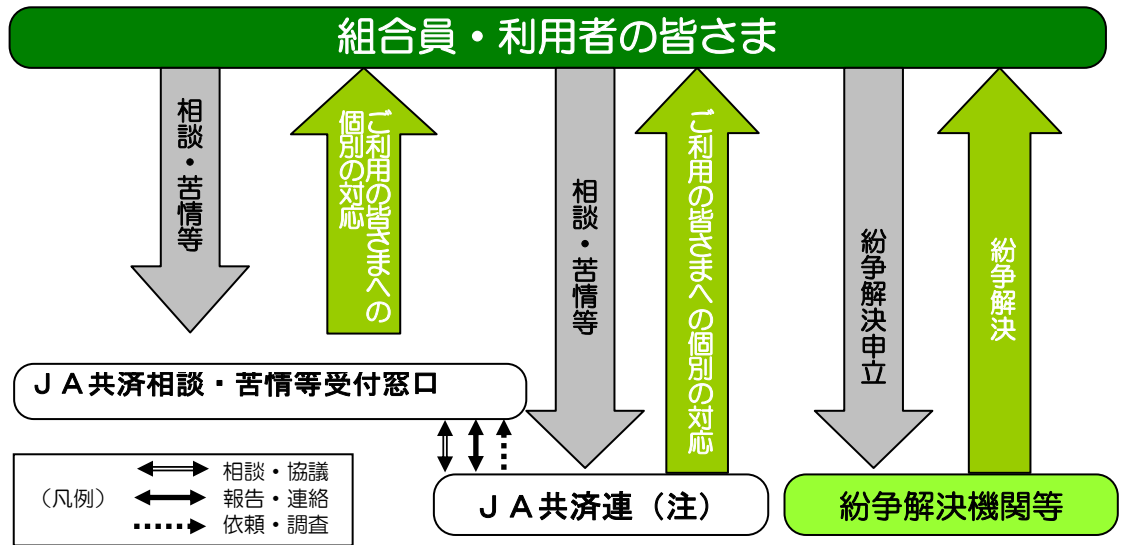 組合員・利用者の皆さま
相談・苦情等
ご利用の皆さまへの
個別の対応
相談・苦情等
ご利用の皆さまへの個別の対応
紛争解決申立
紛争解決
ＪＡ共済相談・苦情等受付窓口
ＪＡ共済連（注）
紛争解決機関等
（凡例）
相談・協議
報告・連絡
依頼・調査